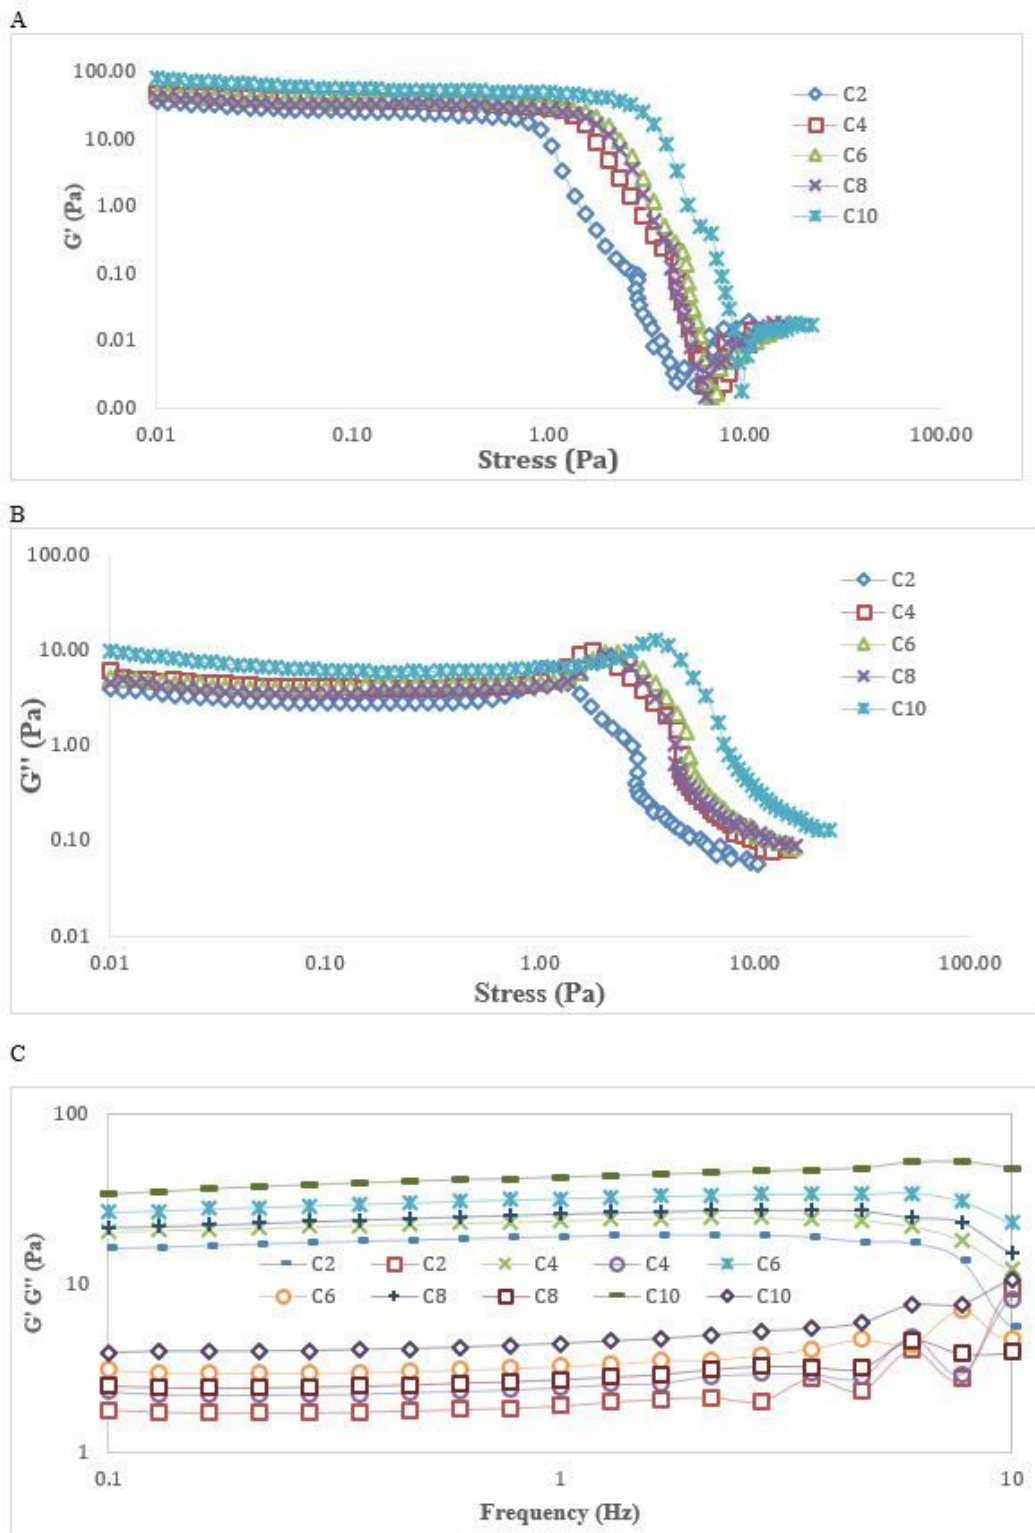 A
100.00
10.00
1.00
0.10
0.01
0.00
G' (Pa)
0.01 0.10 1.00 10.00 100.00
Stress (Pa)
C2
C4
C6
C8
C10
B
100.00
10.00
1.00
0.10
0.01
G'' (Pa)
0.01 0.10 1.00 10.00 100.00
Stress (Pa)
C2
C4
C6
C8
C10
C
100
10
1
G' G'' (Pa)
C2 C2 C4 C4 C6
C6 C8 C8 C10 C10
0.1 1 10
Frequency (Hz)